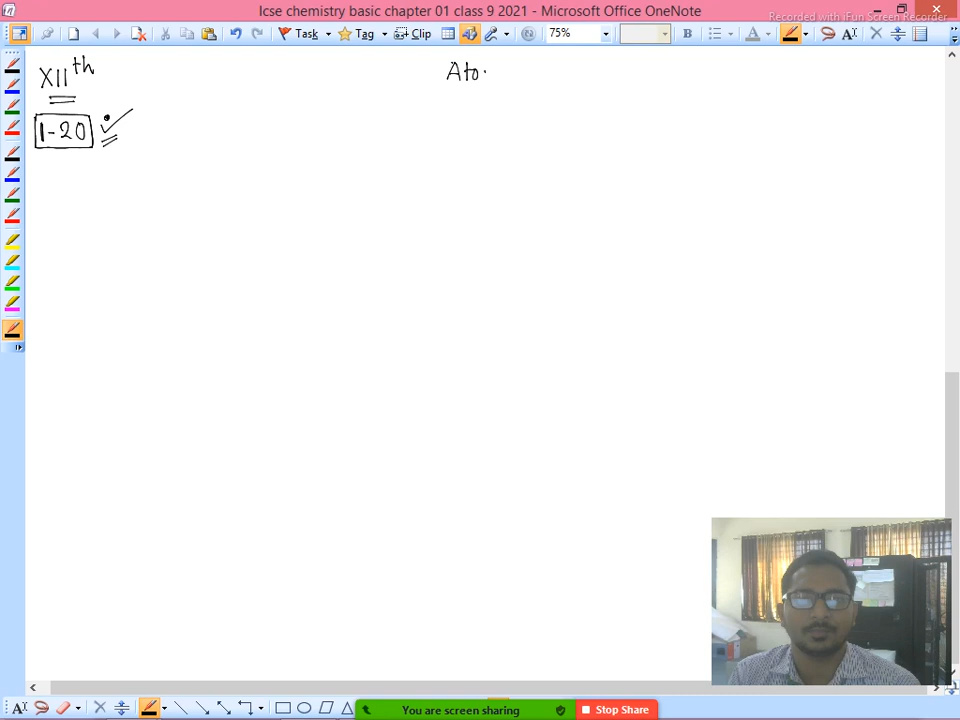 Icse chemistry basic chapter 01 class 9 2021 - Microsoft Office OneNote
Recorded with iFun Screen Recorder
Task
Tag
Clip
75%
B
A
A
XIIth
Ato
1-20
A
You are screen sharing
Stop Share